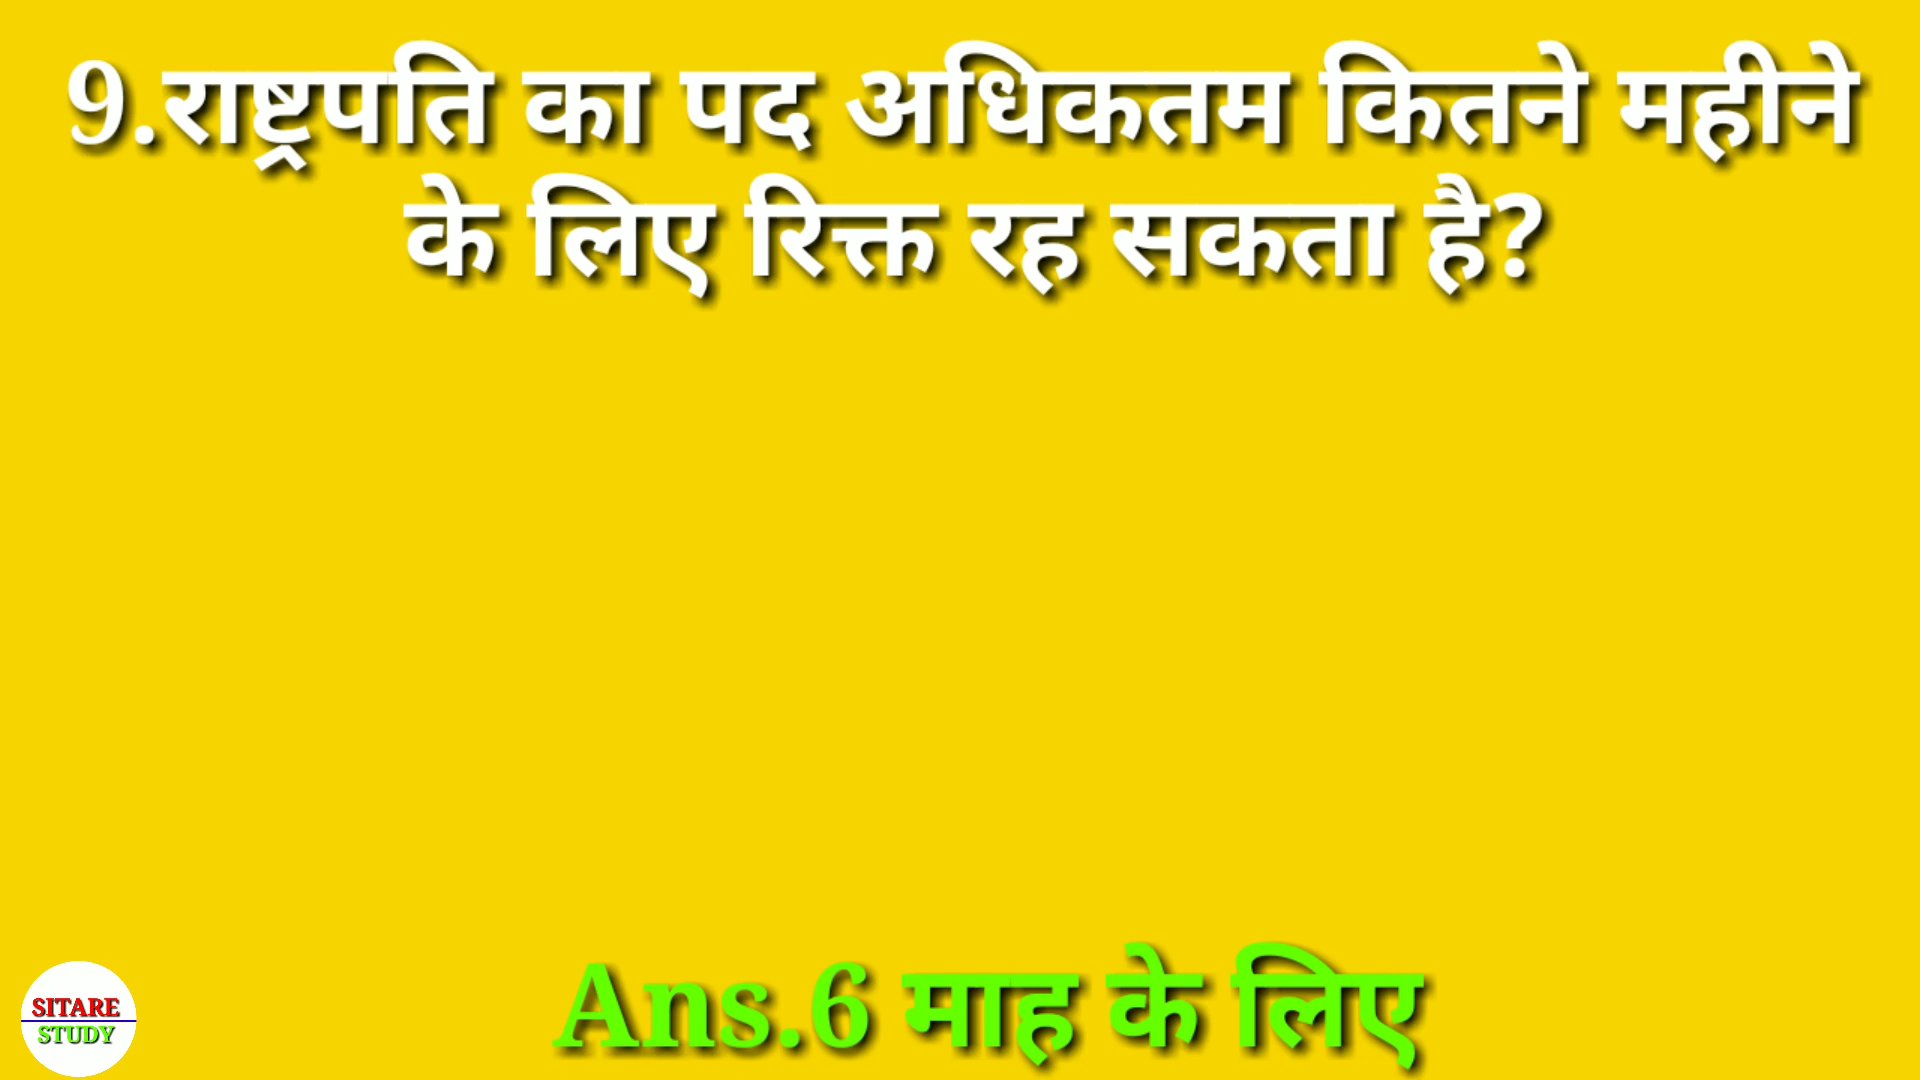 9.राष्ट्रपति का पद अधिकतम कितने महीने
के लिए रिक्त रह सकता है?
Ans.6 माह के लिए
SITARE
STUDY